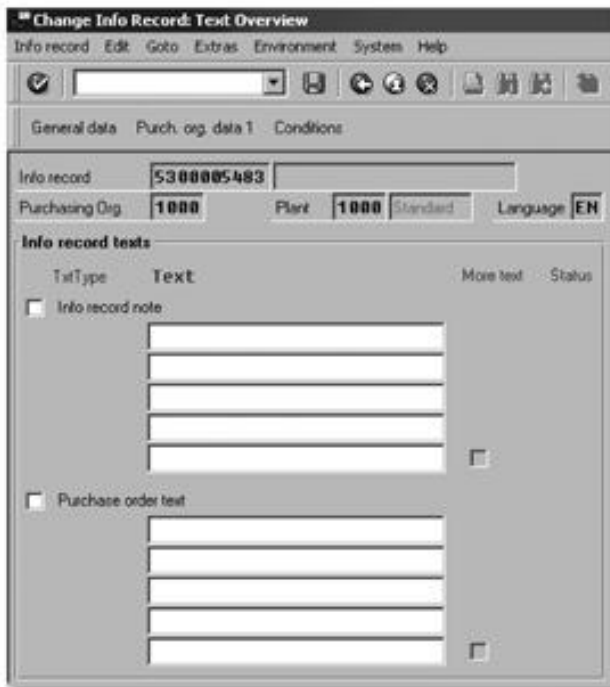 Change Info Record: Text Overview
Info record Edit Goto Extras Environment System Help
General data Purch. org. data 1 Conditions
Info record 5300005483
Purchasing Org. 1000 Plant 1000 Standard Language EN
Info record texts
TxtType Text More text Status
Info record note
Purchase order text